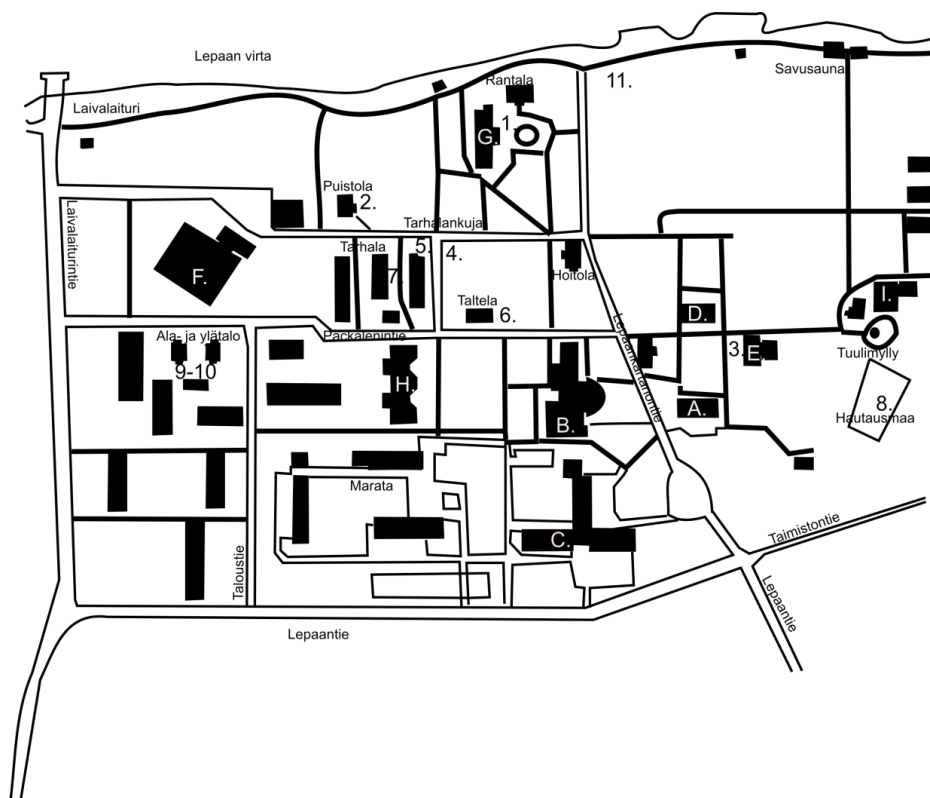 Lepaan virta
Savusauna
Rantala
11.
Laivalaituri
1.
G.
Puistola
2.
Laivalaiturintie
Tarhalankuja
Tarhala
5.
4.
Hoitola
F.
7.
Taltela
6.
I.
D.
Lepaankartanontie
Packalenintie
Ala- ja ylätalo
9-10
3.
E.
Tuulimylly
H.
A.
8.
Hautausmaa
B.
Marata
C.
Taimistontie
Taloustie
Lepaantie
Lepaantie